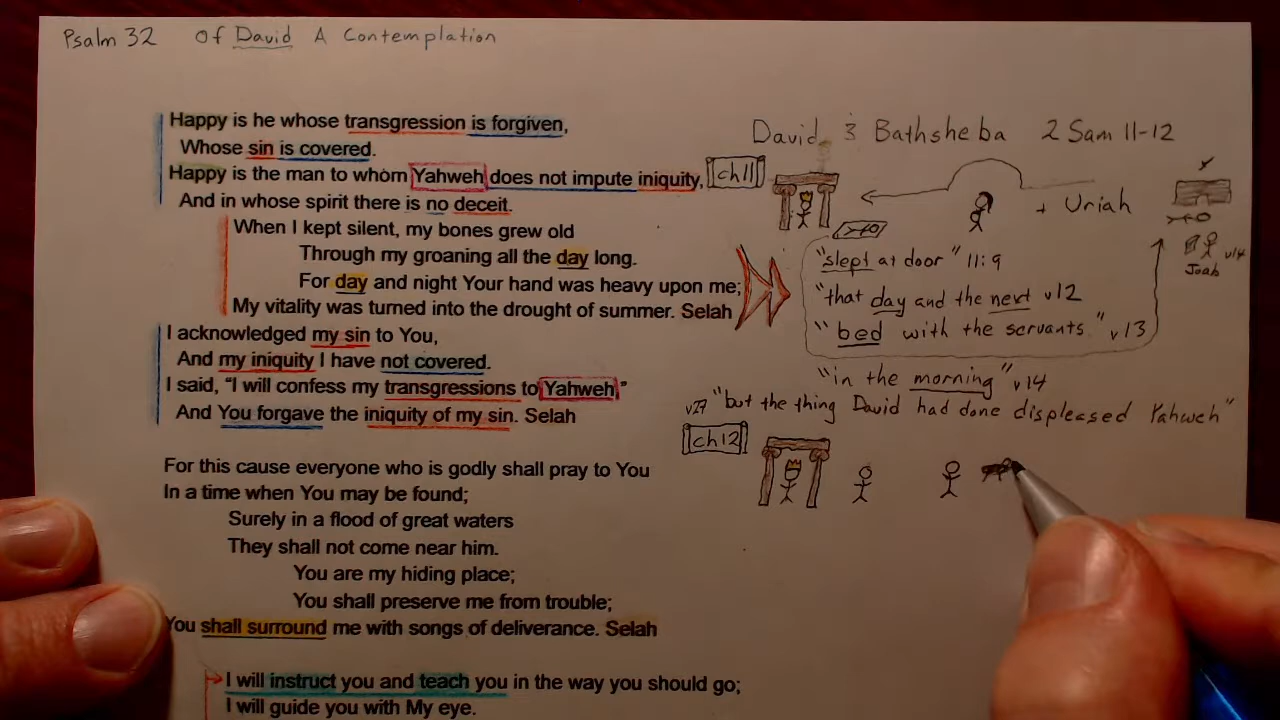 Psalm 32 Of David A Contemplation
Happy is he whose transgression is forgiven,
Whose sin is covered.
Happy is the man to whom Yahweh does not impute iniquity,
And in whose spirit there is no deceit.
When I kept silent, my bones grew old
Through my groaning all the day long.
For day and night Your hand was heavy upon me;
My vitality was turned into the drought of summer. Selah
I acknowledged my sin to You,
And my iniquity I have not covered.
I said, “I will confess my transgressions to Yahweh,”
And You forgave the iniquity of my sin. Selah
For this cause everyone who is godly shall pray to You
In a time when You may be found;
Surely in a flood of great waters
They shall not come near him.
You are my hiding place;
You shall preserve me from trouble;
You shall surround me with songs of deliverance. Selah
I will instruct you and teach you in the way you should go;
I will guide you with My eye.
David & Bathsheba 2 Sam 11-12
ch11
+ Uriah
"slept at door" 11:9
v14
Joab
"that day and the next v12
"bed with the servants" v13
"in the morning" v14
v27 "but the thing David had done displeased Yahweh"
ch12